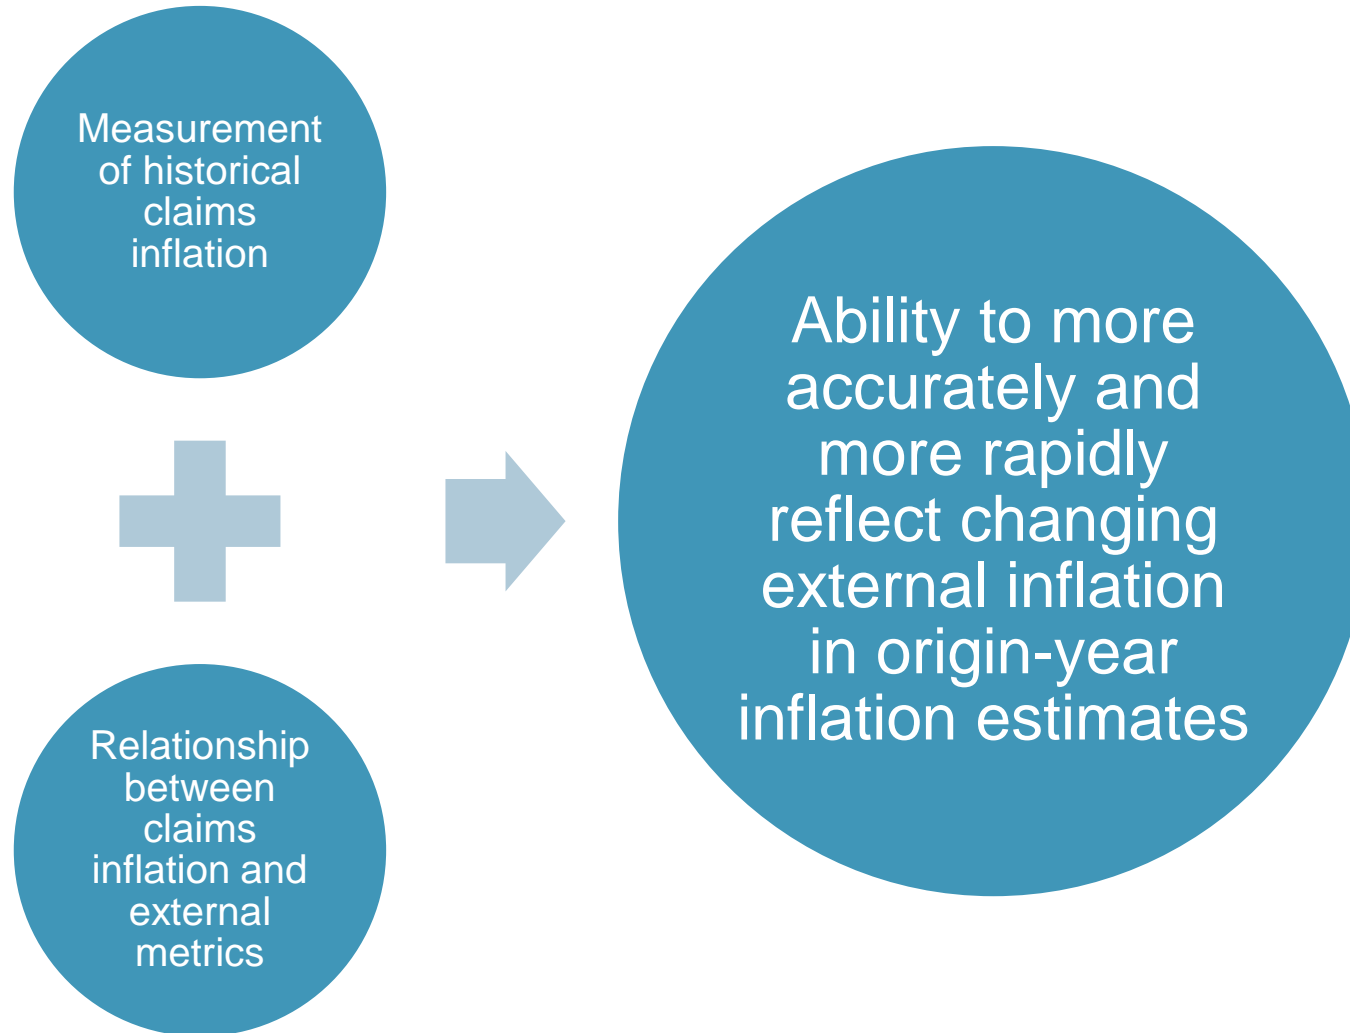 Measurement
of historical
claims
inflation
Relationship
between
claims
inflation and
external
metrics
Ability to more
accurately and
more rapidly
reflect changing
external inflation
in origin-year
inflation estimates